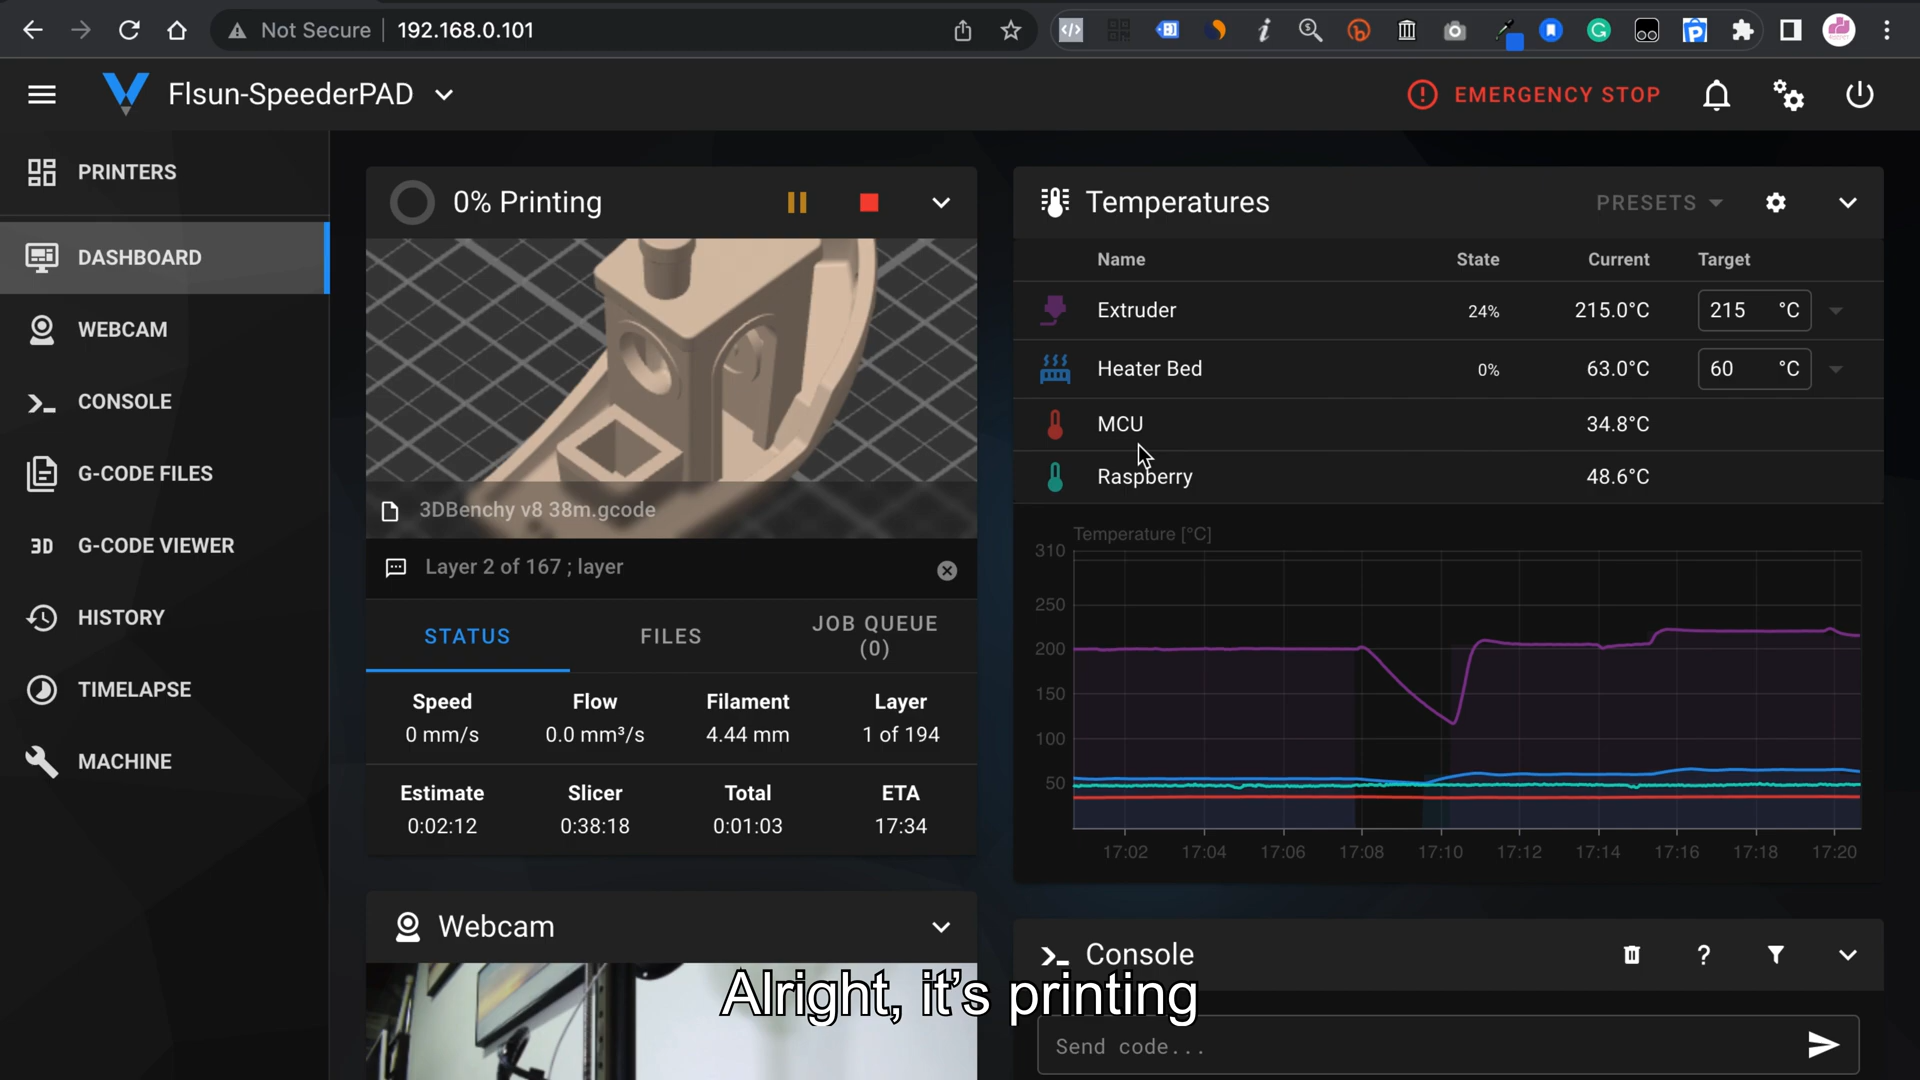 Not Secure
192.168.0.101
Flsun-SpeederPAD
EMERGENCY STOP
PRINTERS
DASHBOARD
WEBCAM
CONSOLE
G-CODE FILES
3D G-CODE VIEWER
HISTORY
TIMELAPSE
MACHINE
0% Printing
3DBenchy v8 38m.gcode
Layer 2 of 167 ; layer
STATUS
FILES
JOB QUEUE
(0)
Speed Flow Filament Layer
0 mm/s 0.0 mm³/s 4.44 mm 1 of 194
Estimate Slicer Total ETA
0:02:12 0:38:18 0:01:03 17:34
Webcam
Temperatures
PRESETS
Name State Current Target
Extruder 24% 215.0°C 215 °C
Heater Bed 0% 63.0°C 60 °C
MCU 34.8°C
Raspberry 48.6°C
Temperature [°C]
310
250
200
150
100
50
17:02 17:04 17:06 17:08 17:10 17:12 17:14 17:16 17:18 17:20
Console
Send code...
Alright, it's printing